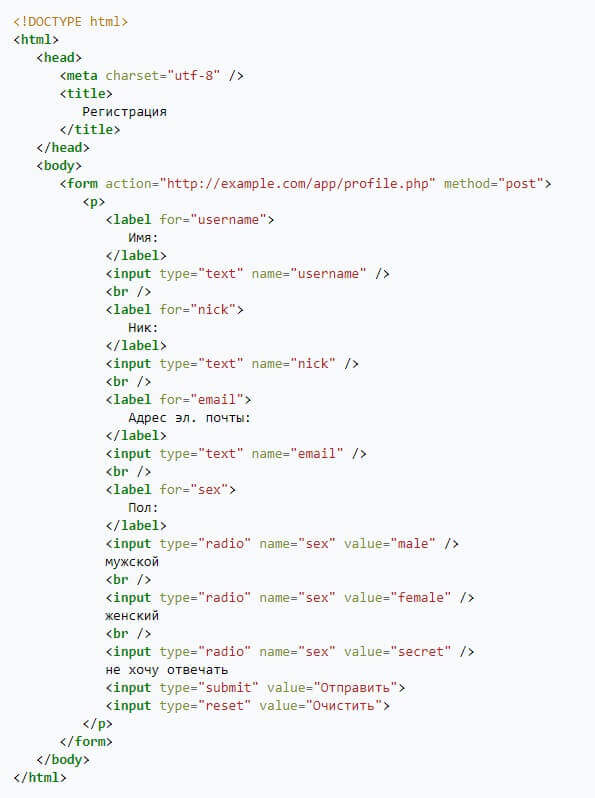 <!DOCTYPE html>
<html>
   <head>
      <meta charset="utf-8" />
      <title>
         Регистрация
      </title>
   </head>
   <body>
      <form action="http://example.com/app/profile.php" method="post">
         <p>
            <label for="username">
               Имя:
            </label>
            <input type="text" name="username" />
            <br />
            <label for="nick">
               Ник:
            </label>
            <input type="text" name="nick" />
            <br />
            <label for="email">
               Адрес эл. почты:
            </label>
            <input type="text" name="email" />
            <br />
            <label for="sex">
               Пол:
            </label>
            <input type="radio" name="sex" value="male" />
            мужской
            <br />
            <input type="radio" name="sex" value="female" />
            женский
            <br />
            <input type="radio" name="sex" value="secret" />
            не хочу отвечать
            <input type="submit" value="Отправить">
            <input type="reset" value="Очистить">
         </p>
      </form>
   </body>
</html>